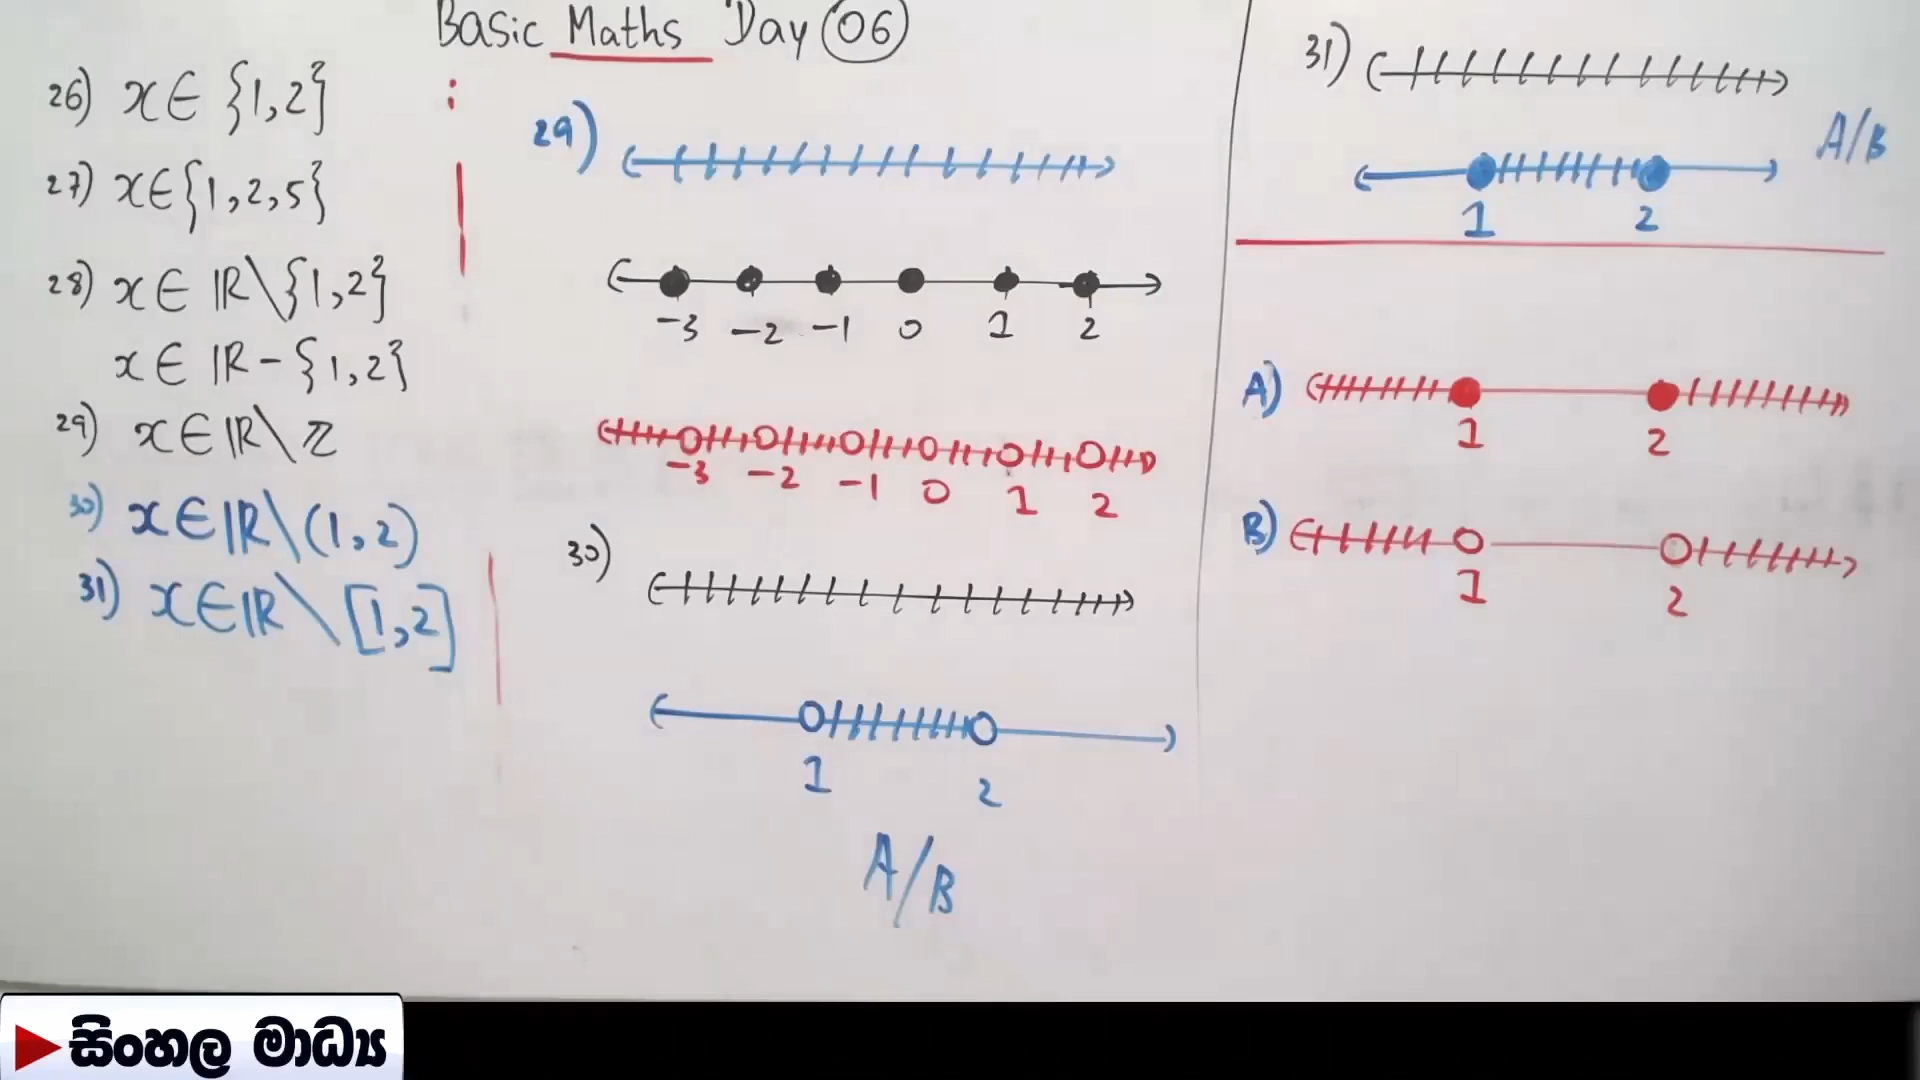 Basic Maths Day 06
26) x∈ {1,2}
27) x∈{1,2,5}
28) x∈ ℝ\{1,2}
x∈ ℝ-{1,2}
29) x∈ℝ\ℤ
30) x∈ℝ\(1,2)
31) x∈ℝ\[1,2]
29)
-3 -2 -1 0 1 2
-3 -2 -1 0 1 2
30)
1 2
A/B
31)
A/B
1 2
A)
1 2
B)
1 2
සිංහල මාධ්‍ය